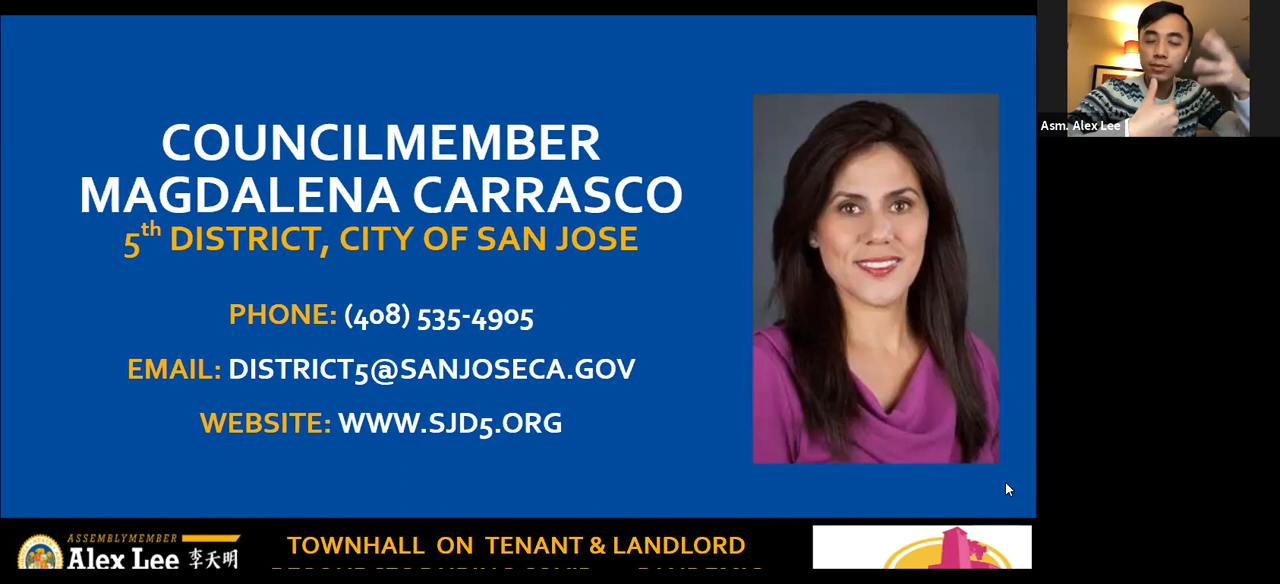 COUNCILMEMBER
MAGDALENA CARRASCO
5th DISTRICT, CITY OF SAN JOSE
PHONE: (408) 535-4905
EMAIL: DISTRICT5@SANJOSECA.GOV
WEBSITE: WWW.SJD5.ORG
Asm. Alex Lee
ASSEMBLYMEMBER
Alex Lee 李天明
TOWNHALL ON TENANT & LANDLORD